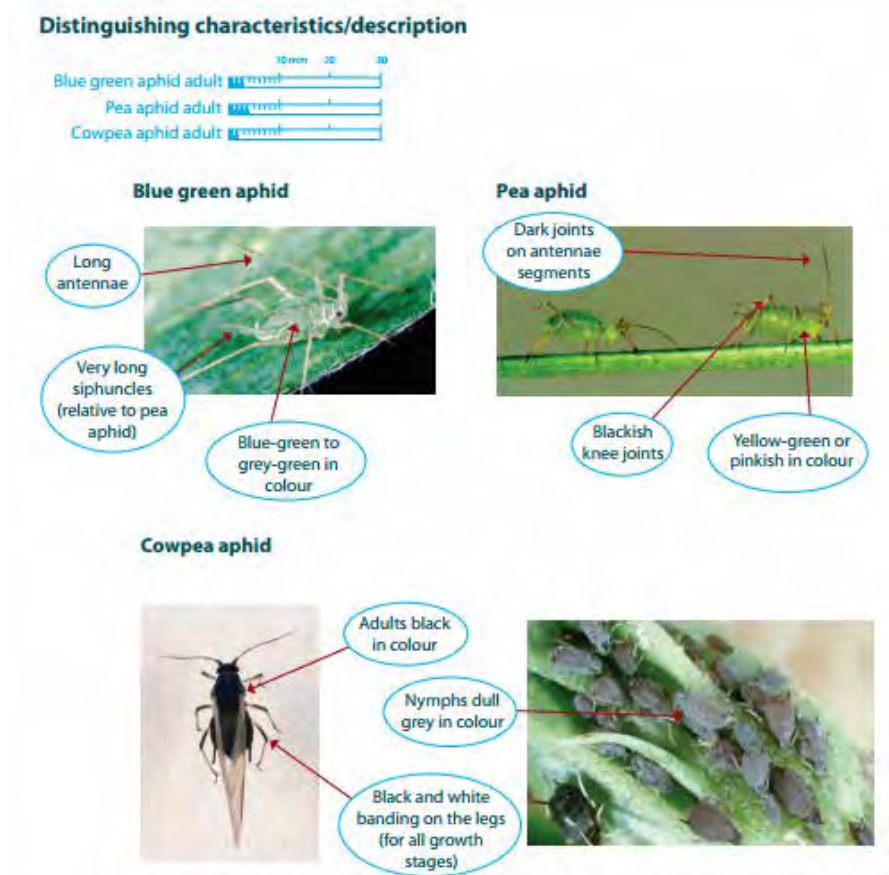 Distinguishing characteristics/description
10 mm 20 30
Blue green aphid adult
Pea aphid adult
Cowpea aphid adult
Blue green aphid
Long
antennae
Very long
siphuncles
(relative to pea
aphid)
Blue-green to
grey-green in
colour
Pea aphid
Dark joints
on antennae
segments
Blackish
knee joints
Yellow-green or
pinkish in colour
Cowpea aphid
Adults black
in colour
Nymphs dull
grey in colour
Black and white
banding on the legs
(for all growth
stages)